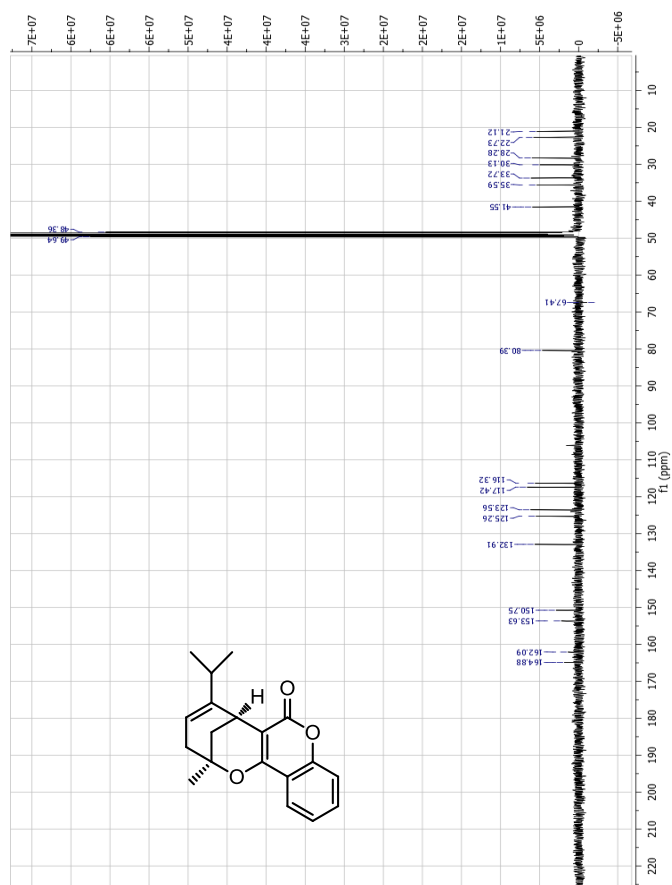 7E+07
6E+07
6E+07
6E+07
5E+07
4E+07
4E+07
4E+07
3E+07
2E+07
2E+07
2E+07
1E+07
5E+06
0
-5E+06
21.12
22.73
28.28
30.13
33.72
35.59
41.55
48.36
49.64
67.41
80.39
116.32
117.42
123.56
125.26
132.91
150.75
153.63
162.09
164.88
10
20
30
40
50
60
70
80
90
100
110
120
130
140
150
160
170
180
190
200
210
220
f1 (ppm)
H
O
O
O